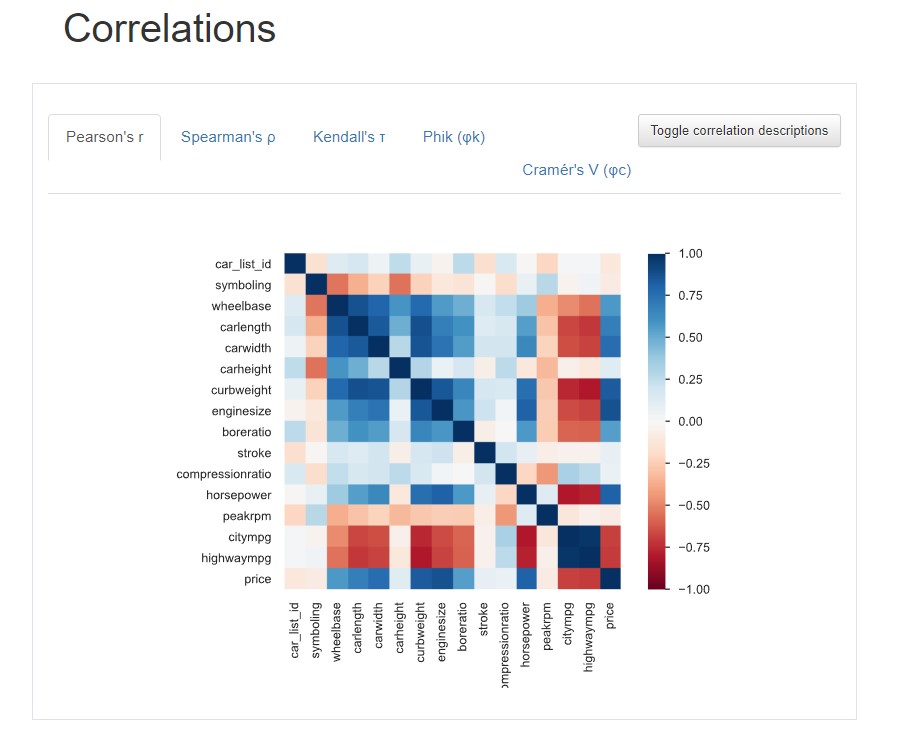 Correlations
Pearson's r
Spearman's ρ
Kendall's τ
Phik (φk)
Toggle correlation descriptions
Cramér's V (φc)
car_list_id
symboling
wheelbase
carlength
carwidth
carheight
curbweight
enginesize
boreratio
stroke
compressionratio
horsepower
peakrpm
citympg
highwaympg
price
1.00
0.75
0.50
0.25
0.00
−0.25
−0.50
−0.75
−1.00
car_list_id
symboling
wheelbase
carlength
carwidth
carheight
curbweight
enginesize
boreratio
stroke
ompressionratio
horsepower
peakrpm
citympg
highwaympg
price